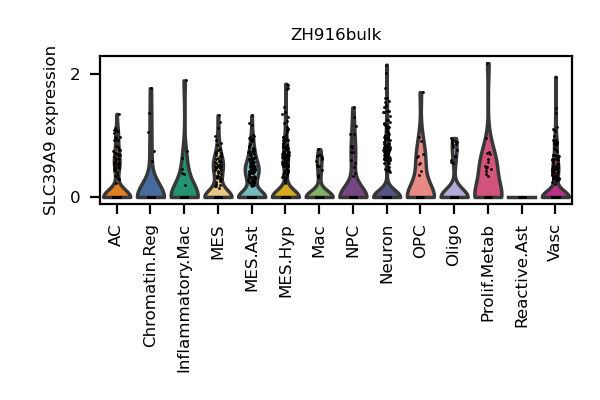 ZH916bulk
SLC39A9 expression
2
0
AC
Chromatin.Reg
Inflammatory.Mac
MES
MES.Ast
MES.Hyp
Mac
NPC
Neuron
OPC
Oligo
Prolif.Metab
Reactive.Ast
Vasc